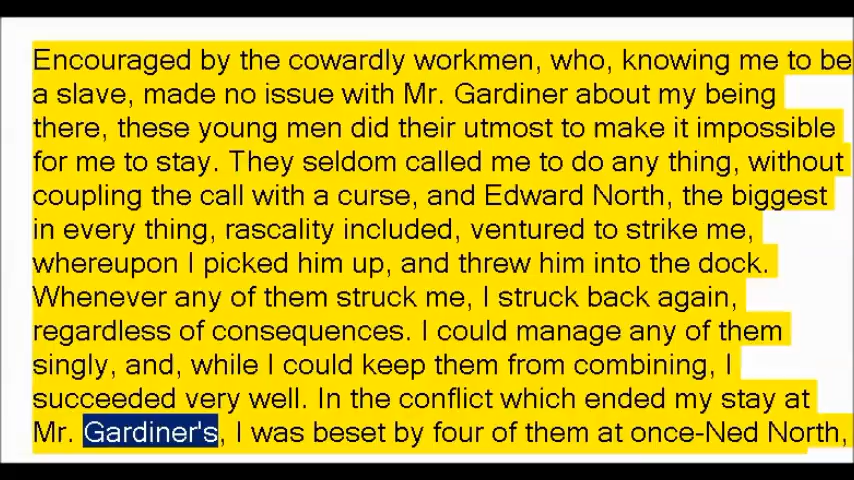 Encouraged by the cowardly workmen, who, knowing me to be
a slave, made no issue with Mr. Gardiner about my being
there, these young men did their utmost to make it impossible
for me to stay. They seldom called me to do any thing, without
coupling the call with a curse, and Edward North, the biggest
in every thing, rascality included, ventured to strike me,
whereupon I picked him up, and threw him into the dock.
Whenever any of them struck me, I struck back again,
regardless of consequences. I could manage any of them
singly, and, while I could keep them from combining, I
succeeded very well. In the conflict which ended my stay at
Mr. Gardiner's, I was beset by four of them at once-Ned North,